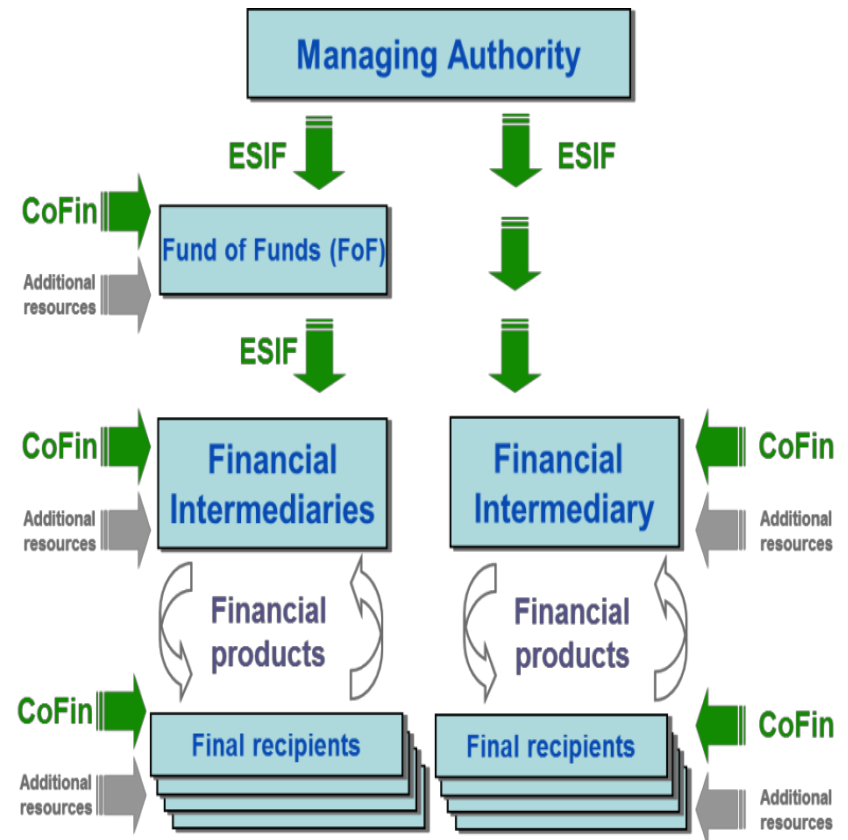 Managing Authority
ESIF
ESIF
CoFin
Fund of Funds (FoF)
Additional
resources
ESIF
CoFin
Financial
Intermediaries
Financial
Intermediary
CoFin
Additional
resources
Additional
resources
Financial
products
Financial
products
CoFin
Final recipients
Final recipients
CoFin
Additional
resources
Additional
resources